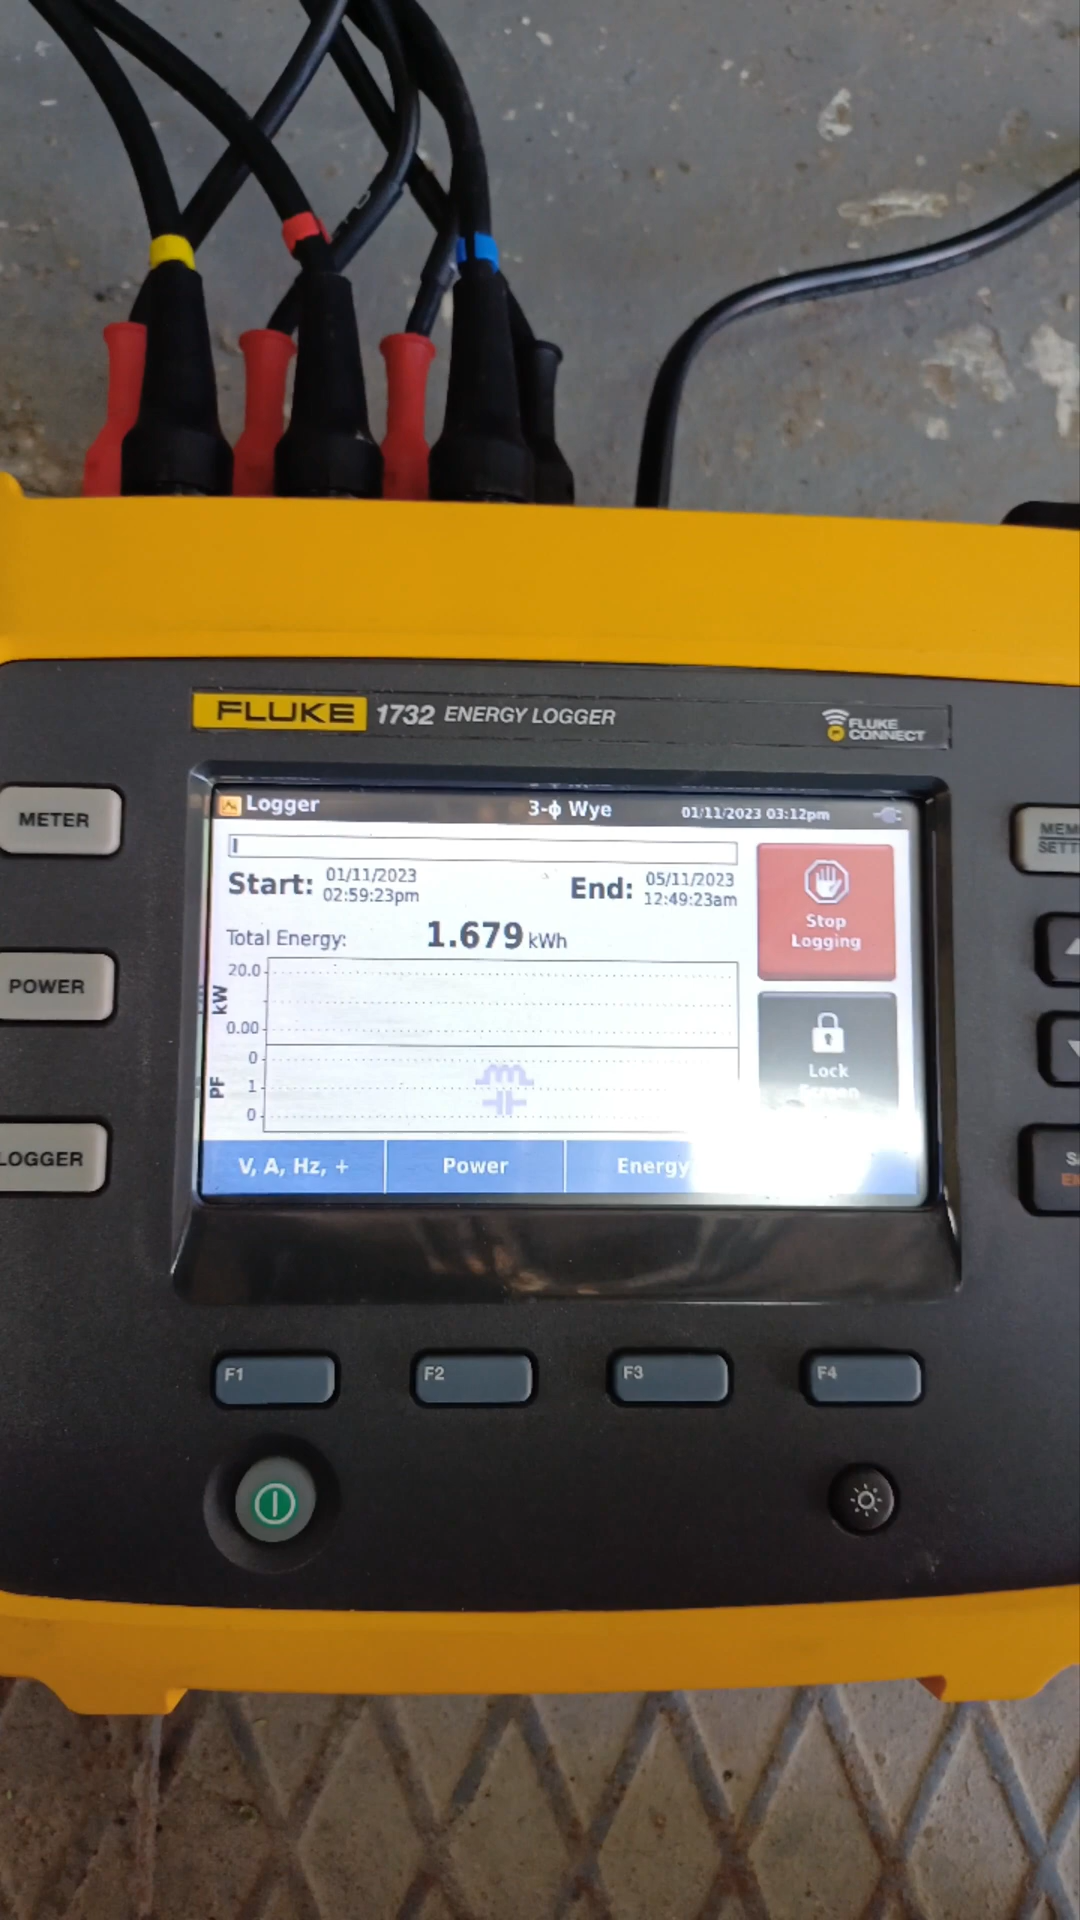 FLUKE 1732 ENERGY LOGGER
FLUKE CONNECT
METER
POWER
LOGGER
Logger 3-ф Wye 01/11/2023 03:12pm
Start: 01/11/2023 02:59:23pm End: 05/11/2023 12:49:23am
Total Energy: 1.679 kWh
20.0
kW
0.00
0
PF
1
0
Stop
Logging
Lock
Screen
V, A, Hz, +
Power
Energy
F1
F2
F3
F4